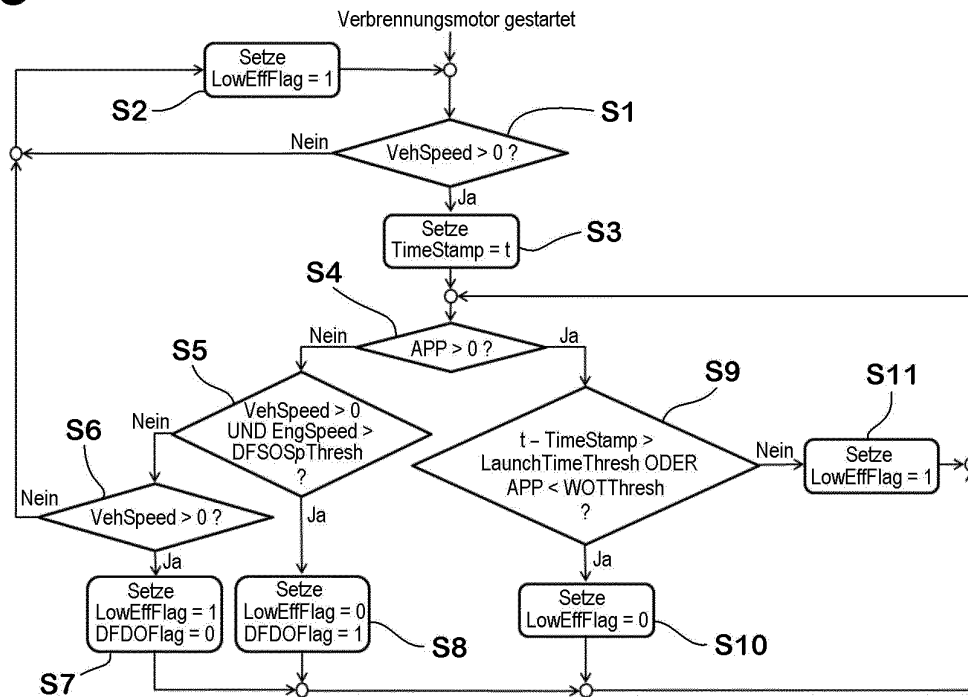 Verbrennungsmotor gestartet
Setze
LowEffFlag = 1
S2
S1
Nein
VehSpeed > 0 ?
Ja
Setze
TimeStamp = t
S3
S4
Nein
APP > 0 ?
Ja
S5
S9
S11
VehSpeed > 0
UND EngSpeed >
DFSOSpThresh
?
Nein
S6
t – TimeStamp >
LaunchTimeThresh ODER
APP < WOTThresh
?
Nein
Setze
LowEffFlag = 1
Nein
VehSpeed > 0 ?
Ja
Ja
Ja
Setze
LowEffFlag = 1
DFDOFlag = 0
S7
Setze
LowEffFlag = 0
DFDOFlag = 1
S8
Setze
LowEffFlag = 0
S10